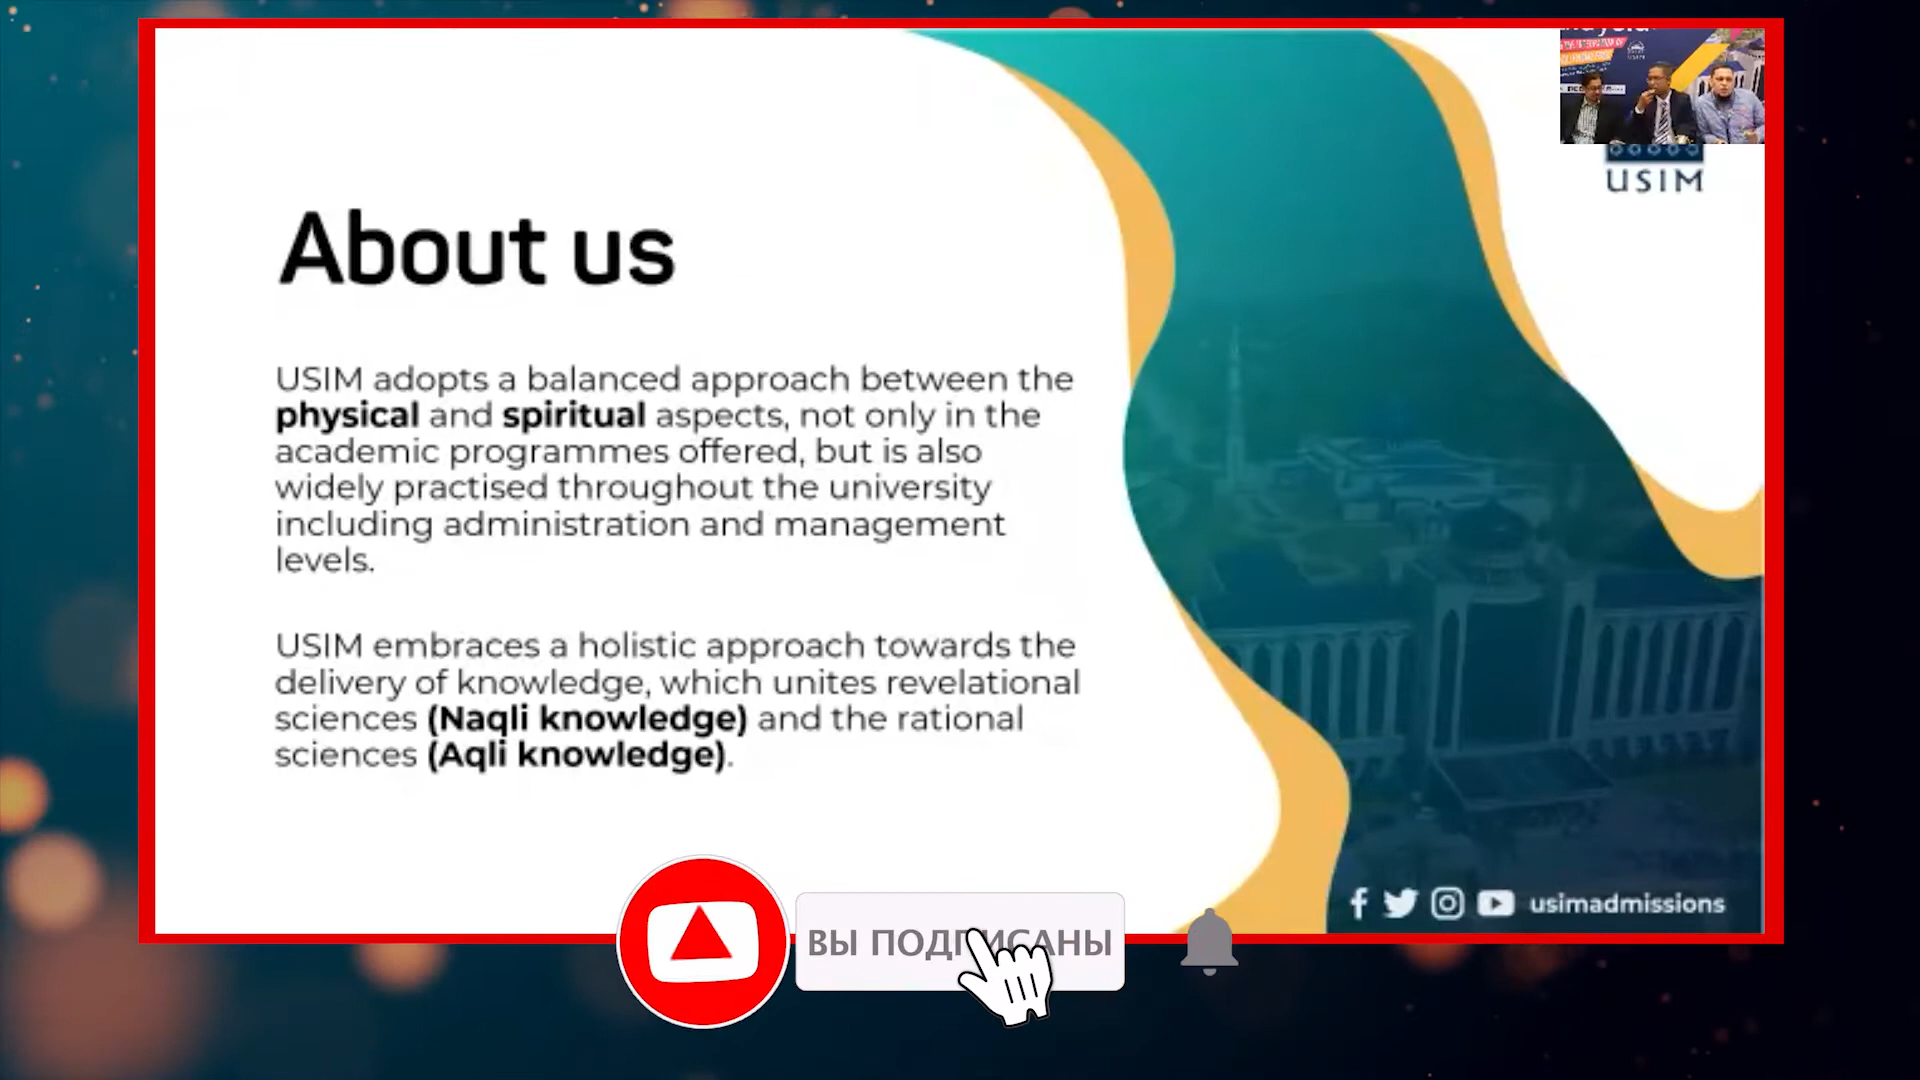 USIM
About us
USIM adopts a balanced approach between the
physical and spiritual aspects, not only in the
academic programmes offered, but is also
widely practised throughout the university
including administration and management
levels.
USIM embraces a holistic approach towards the
delivery of knowledge, which unites revelational
sciences (Naqli knowledge) and the rational
sciences (Aqli knowledge).
usimadmissions
ВЫ ПОДПИСАНЫ